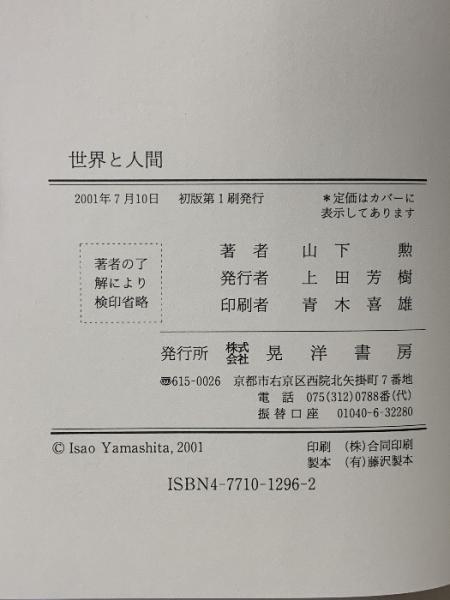 世界と人間
2001年7月10日 初版第1刷発行
*定価はカバーに
表示してあります
著者の了
解により
検印省略
著者 山下 勲
発行者 上田芳樹
印刷者 青木喜雄
発行所 株式会社 晃洋書房
〠615-0026 京都市右京区西院北矢掛町7番地
電話 075(312)0788番(代)
振替口座 01040-6-32280
© Isao Yamashita, 2001
印刷 (株)合同印刷
製本 (有)藤沢製本
ISBN4-7710-1296-2